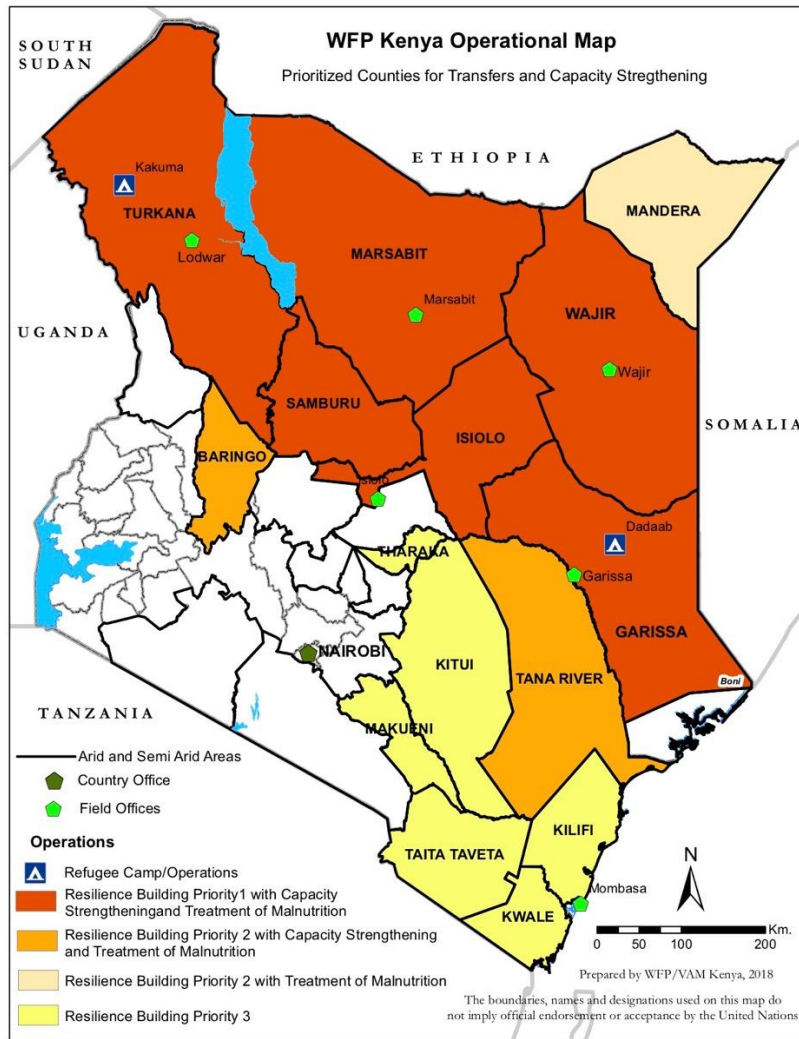 WFP Kenya Operational Map
Prioritized Counties for Transfers and Capacity Stregthening
SOUTH
SUDAN
ETHIOPIA
Kakuma
TURKANA
Lodwar
MARSABIT
Marsabit
MANDERA
WAJIR
Wajir
UGANDA
SAMBURU
ISIOLO
SOMALIA
BARINGO
Isiolo
Dadaab
THARAKA
Garissa
GARISSA
NAIROBI
KITUI
TANA RIVER
Boni
TANZANIA
MAKUENI
KILIFI
TAITA TAVETA
KWALE
Mombasa
Arid and Semi Arid Areas
Country Office
Field Offices
Operations
Refugee Camp/Operations
Resilience Building Priority1 with Capacity
Strengtheningand Treatment of Malnutrition
Resilience Building Priority 2 with Capacity Strengthening
and Treatment of Malnutrition
Resilience Building Priority 2 with Treatment of Malnutrition
Resilience Building Priority 3
N
Km.
0 50 100 200
Prepared by WFP/VAM Kenya, 2018
The boundaries, names and designations used on this map do
not imply official endorsement or acceptance by the United Nations